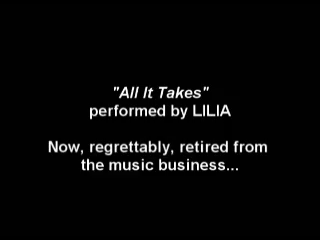 "All It Takes"
performed by LILIA
Now, regrettably, retired from
the music business...